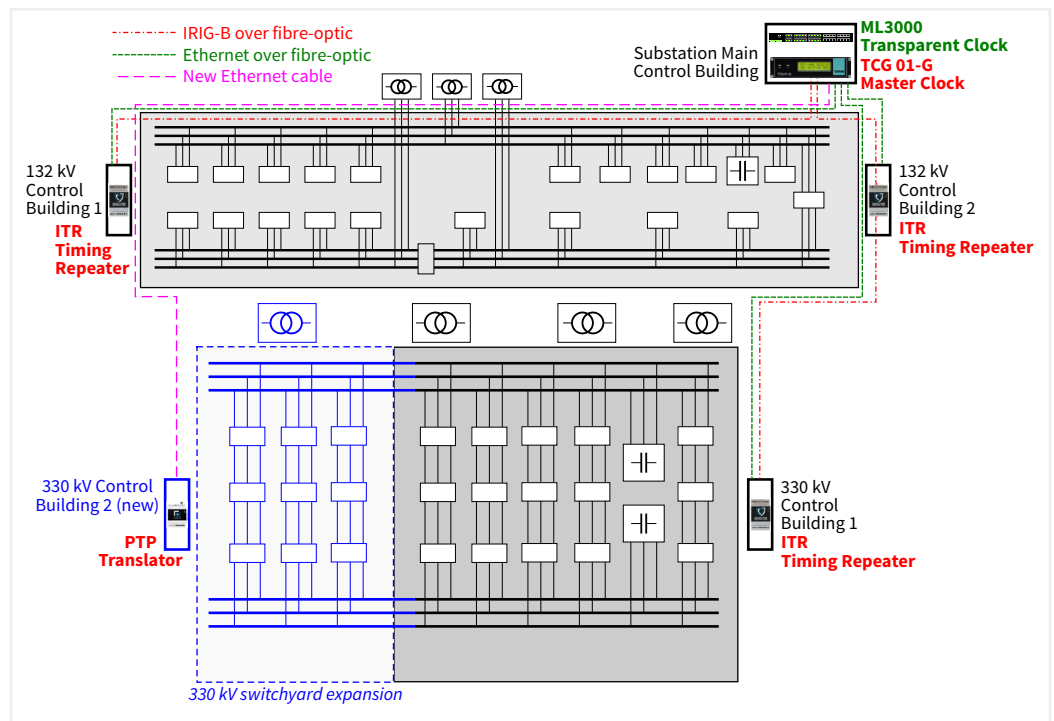 IRIG-B over fibre-optic
Ethernet over fibre-optic
New Ethernet cable
Substation Main
Control Building
ML3000
Transparent Clock
TCG 01-G
Master Clock
132 kV
Control
Building 1
ITR
Timing
Repeater
132 kV
Control
Building 2
ITR
Timing Repeater
330 kV Control
Building 2 (new)
PTP
Translator
330 kV
Control
Building 1
ITR
Timing Repeater
330 kV switchyard expansion